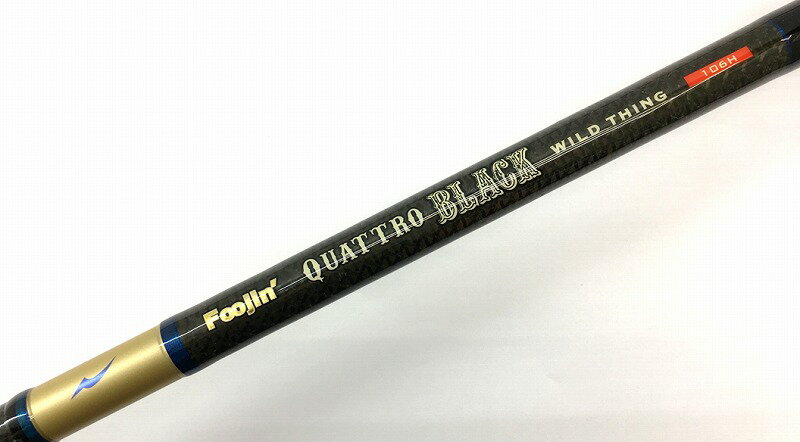 Foojin' QUATTRO BLACK WILD THING 106H